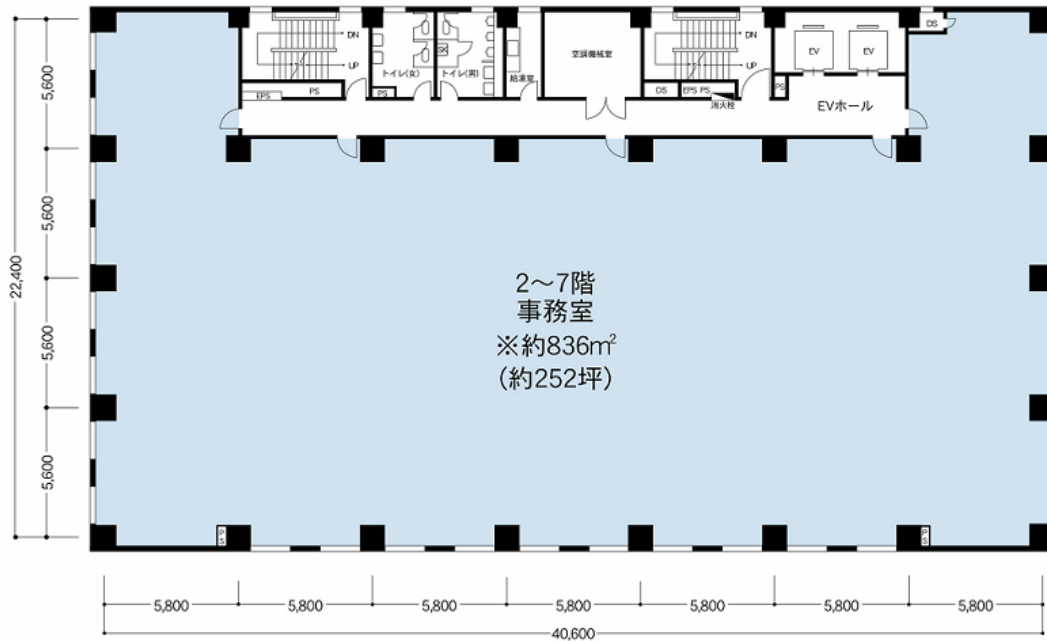 DS
DN
UP
EPS
PS
トイレ(女)
PS
SK
トイレ(男)
給湯室
空調機械室
DN
UP
DS
EPS PS
消火栓
PS
EV
EV
EVホール
5,600
5,600
5,600
5,600
22,400
2〜7階
事務室
※約836m²
(約252坪)
PS
PS
5,800
5,800
5,800
5,800
5,800
5,800
5,800
40,600